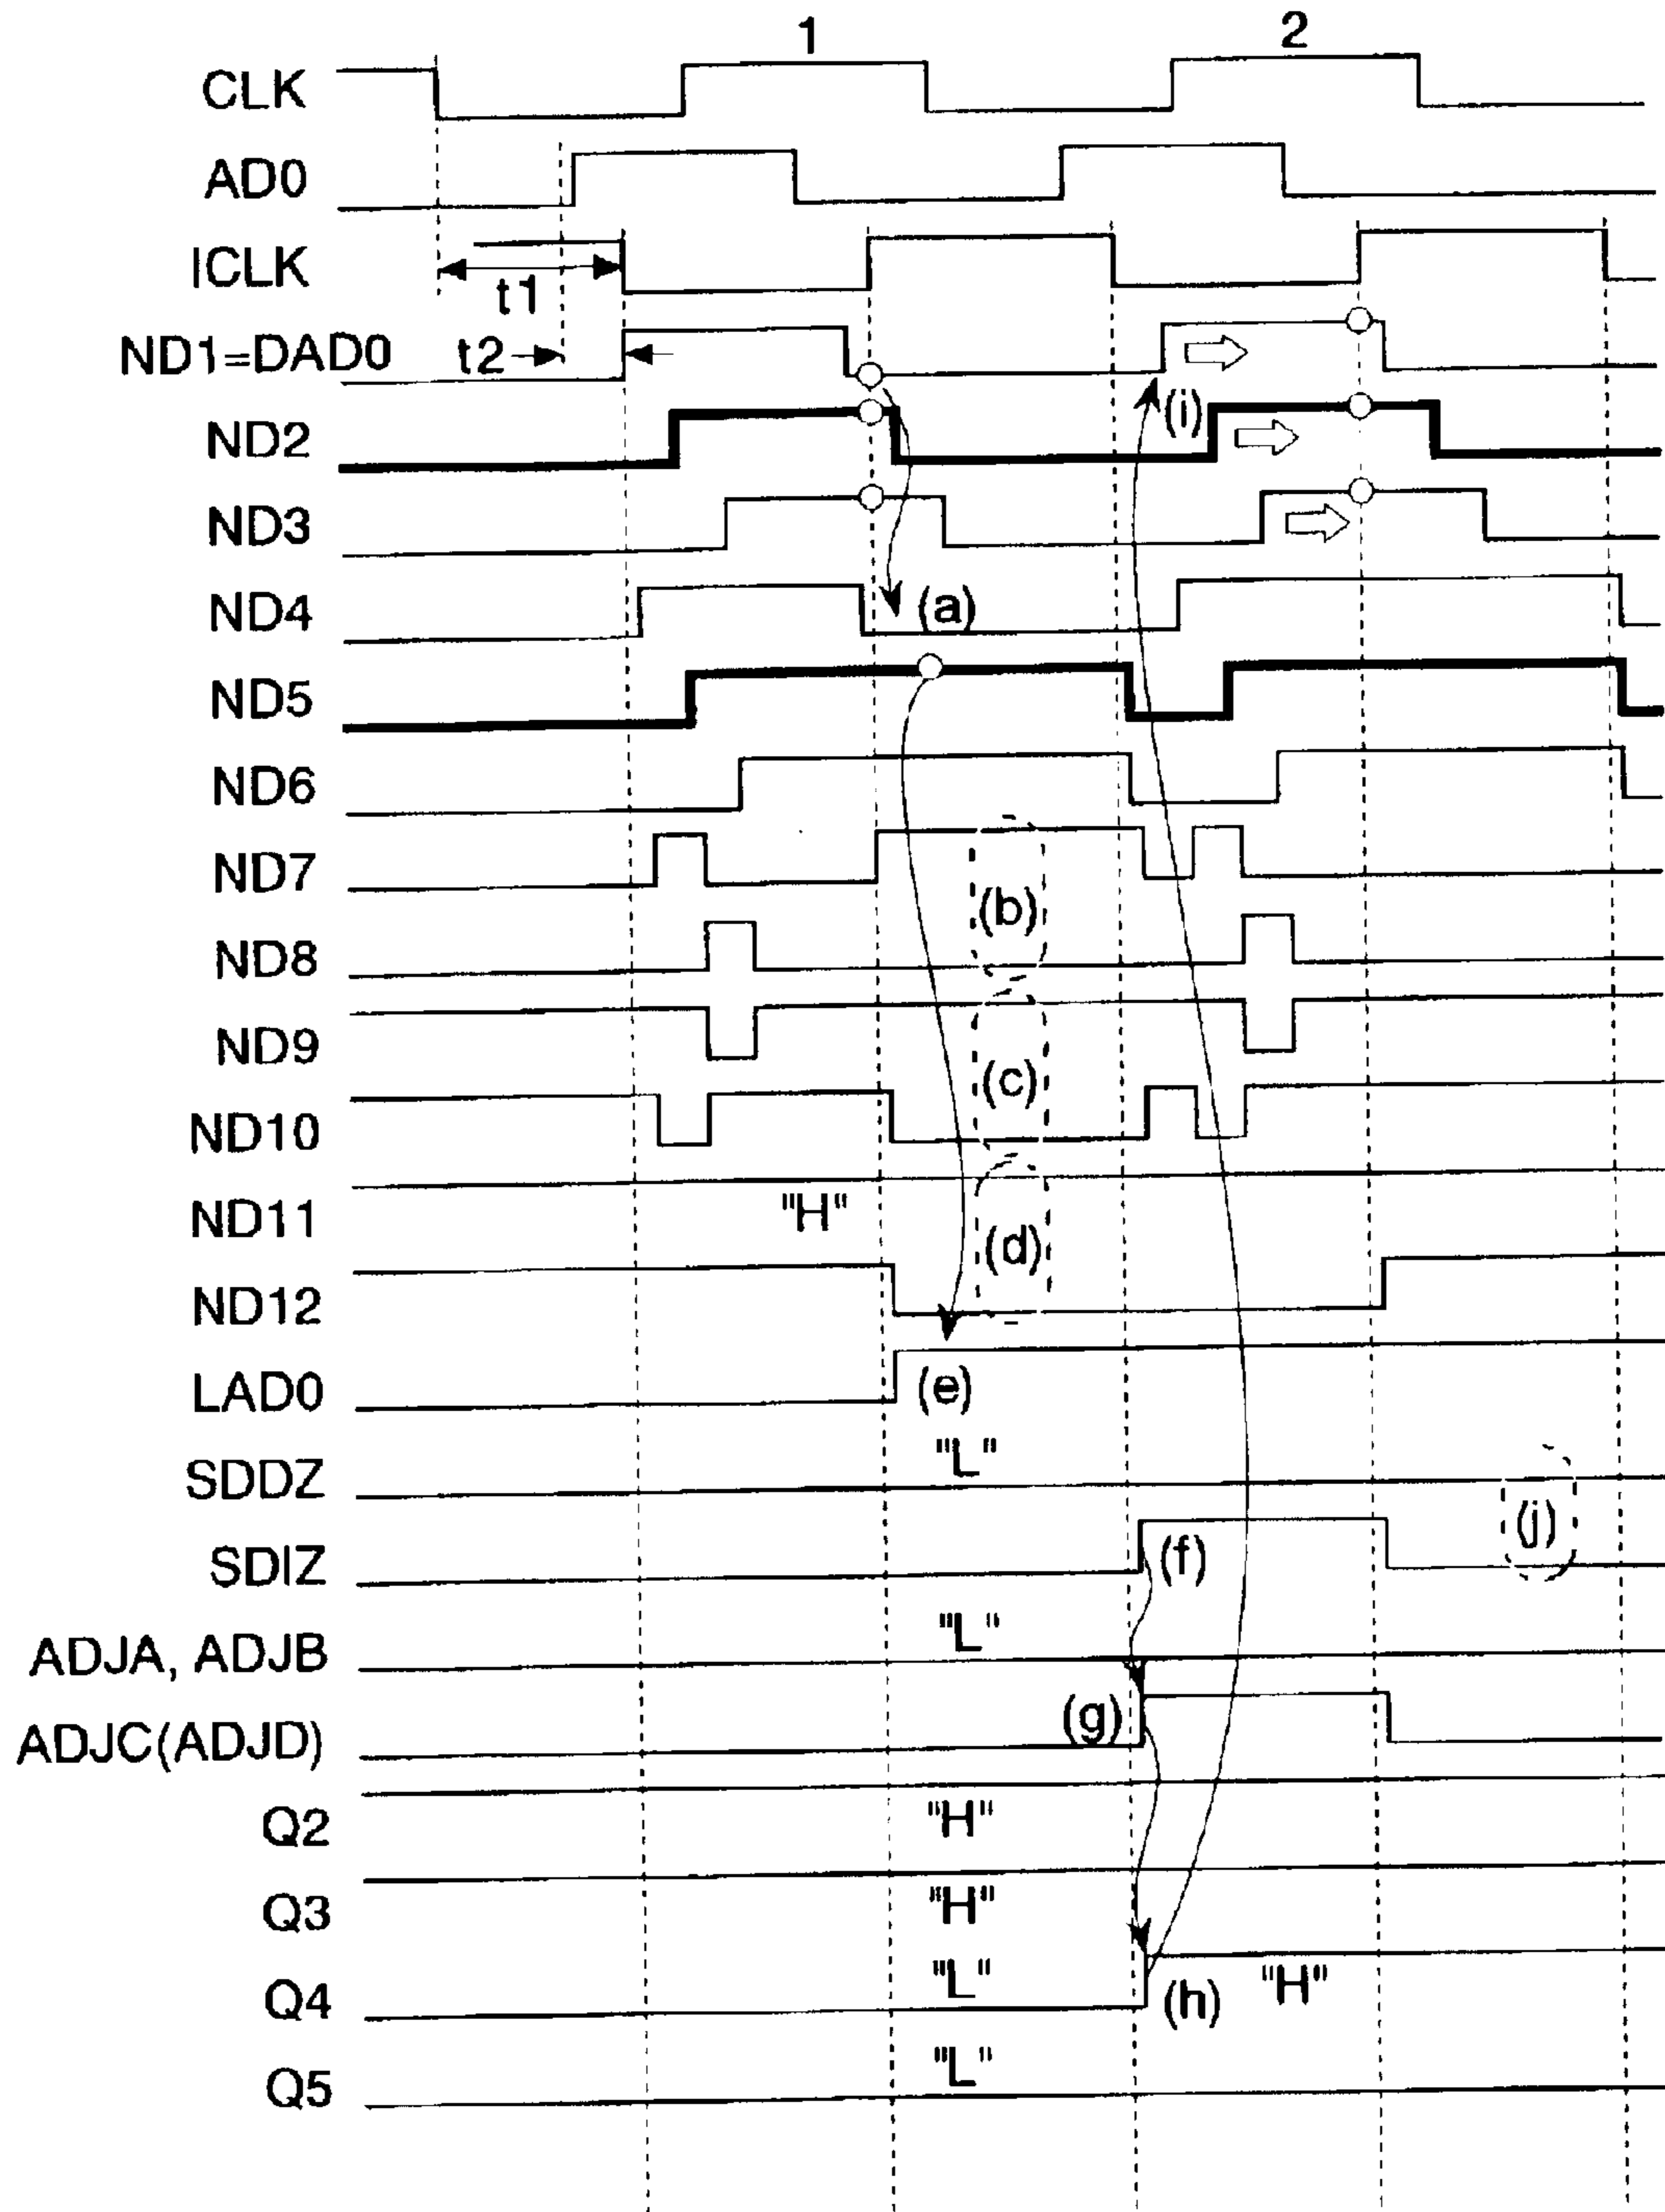 1 2
CLK
AD0
ICLK
t1
ND1=DAD0 t2
ND2 (i)
ND3
ND4 (a)
ND5
ND6
ND7
(b)
ND8
ND9
(c)
ND10
ND11 "H"
(d)
ND12
LAD0 (e)
SDDZ "L"
(j)
SDIZ (f)
ADJA, ADJB "L"
ADJC(ADJD) (g)
Q2 "H"
Q3 "H"
Q4 "L" (h) "H"
Q5 "L"